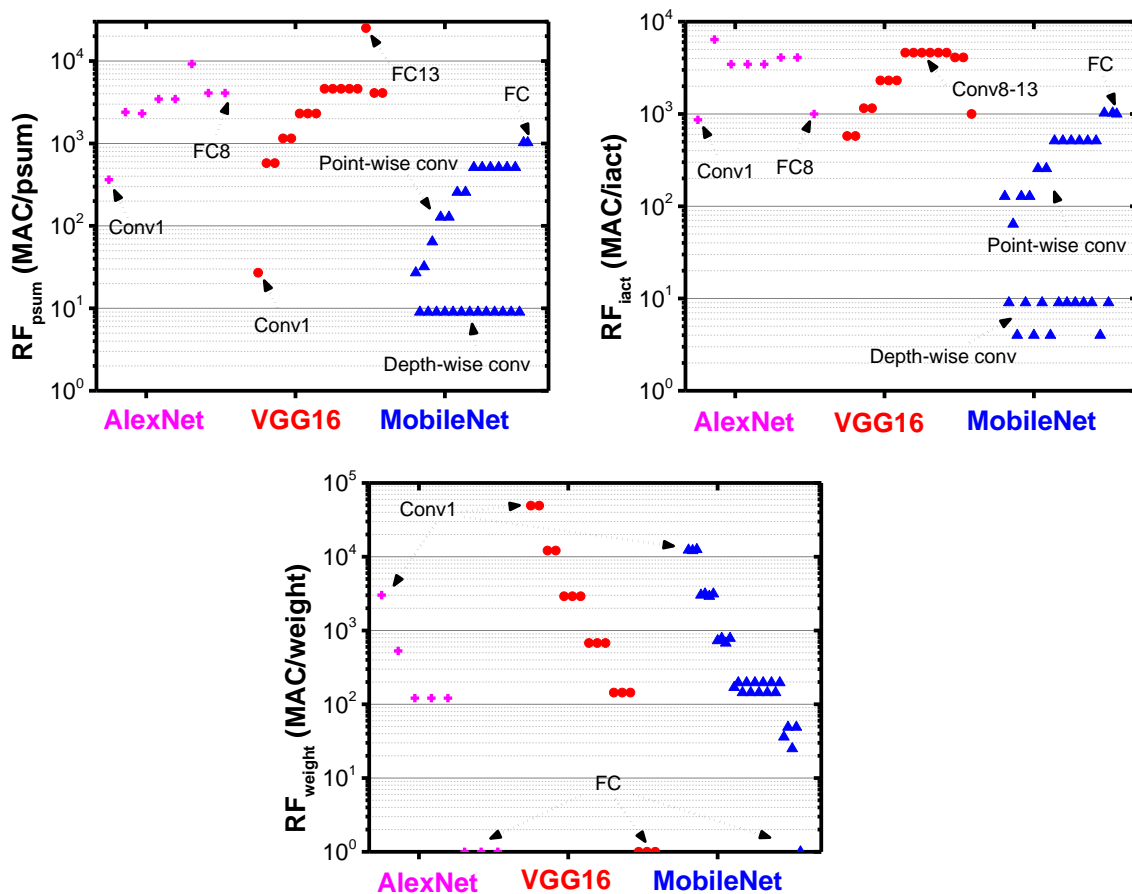 RF_psum (MAC/psum)
10^4
10^3
10^2
10^1
10^0
FC13
FC
FC8
Point-wise conv
Conv1
Conv1
Depth-wise conv
AlexNet
VGG16
MobileNet
RF_iact (MAC/iact)
10^4
10^3
10^2
10^1
10^0
FC
Conv8-13
Conv1
FC8
Point-wise conv
Depth-wise conv
AlexNet
VGG16
MobileNet
RF_weight (MAC/weight)
10^5
10^4
10^3
10^2
10^1
10^0
Conv1
FC
AlexNet
VGG16
MobileNet